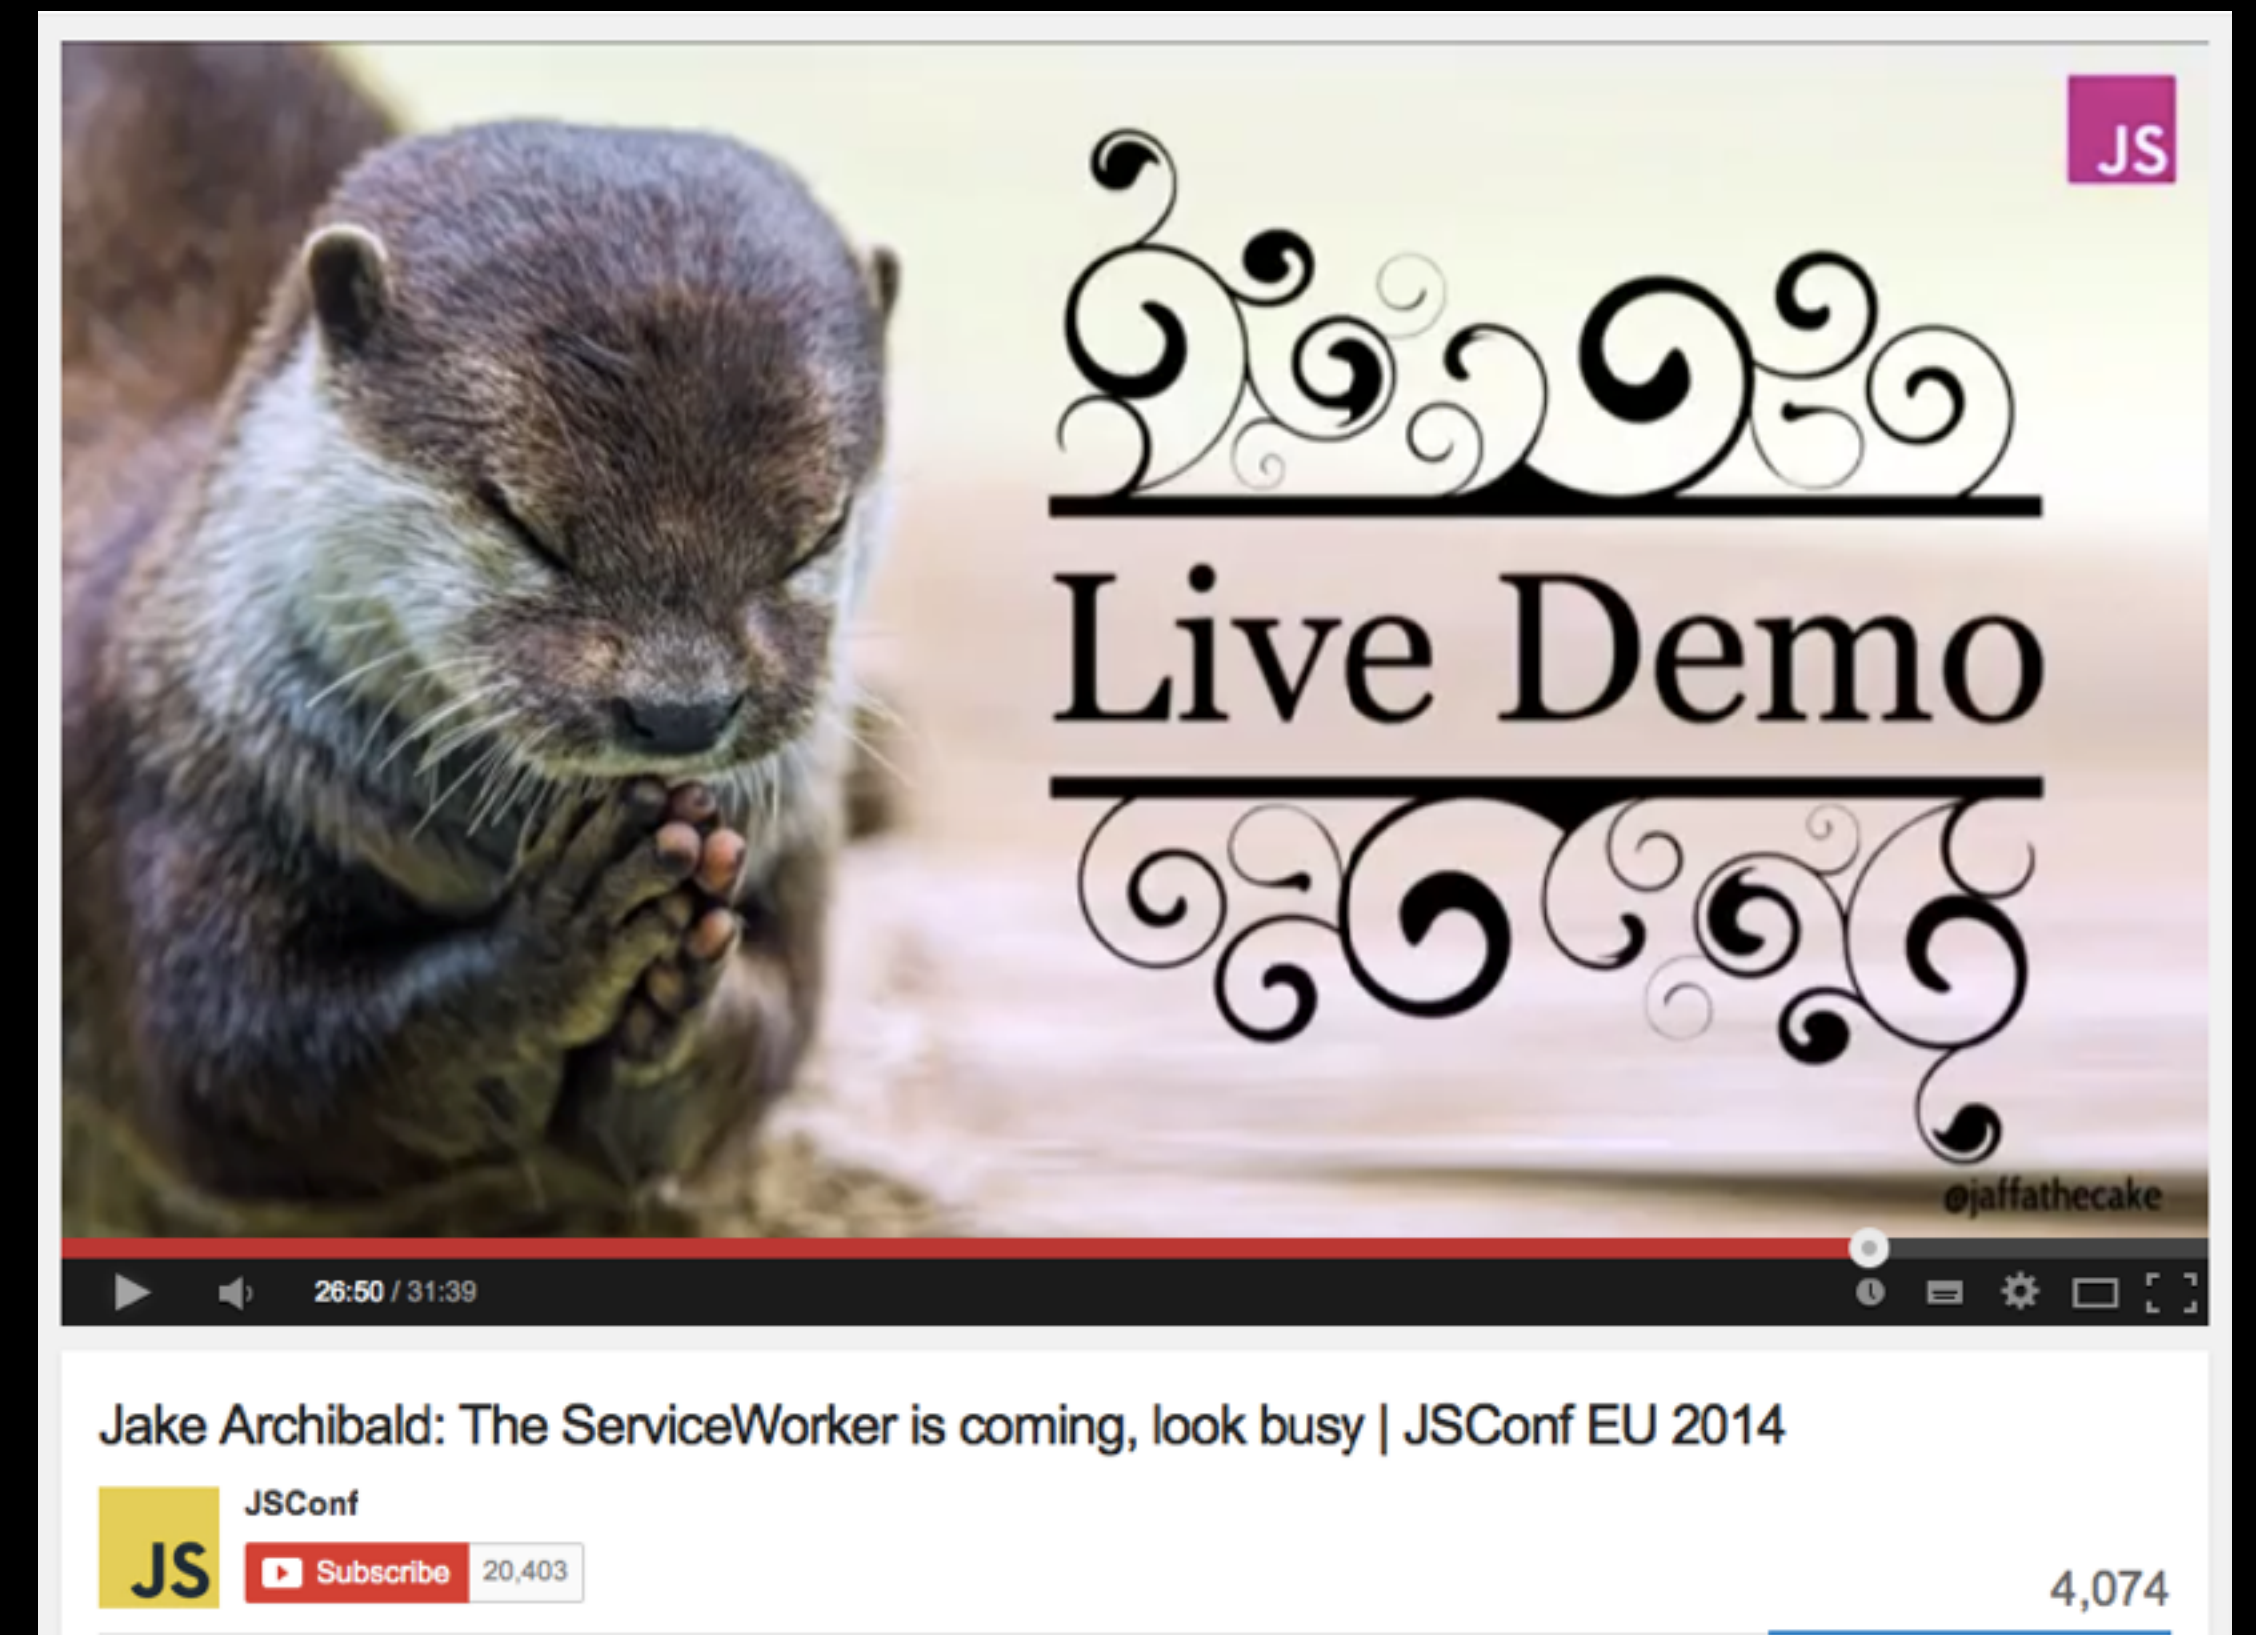 JS
Live Demo
@jaffathecake
26:50 / 31:39
Jake Archibald: The ServiceWorker is coming, look busy | JSConf EU 2014
JS
JSConf
Subscribe 20,403
4,074